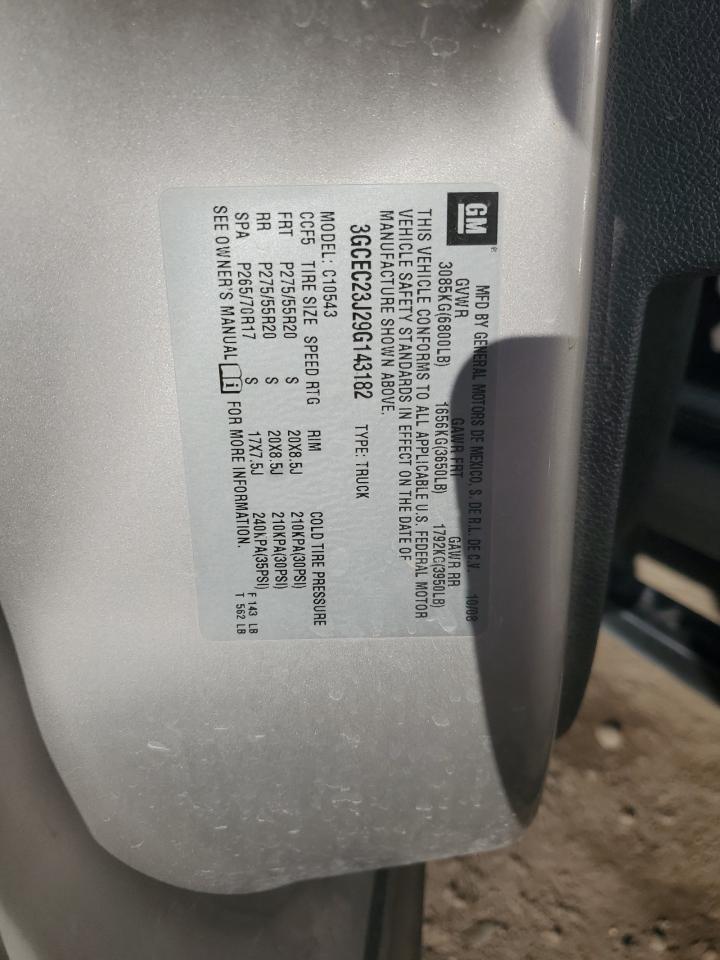 GM®
MFD BY GENERAL MOTORS DE MEXICO, S. DE R.L. DE C.V. 10/08
GVWR GAWR FRT GAWR RR
3085KG(6800LB) 1656KG(3650LB) 1792KG(3950LB)
THIS VEHICLE CONFORMS TO ALL APPLICABLE U.S. FEDERAL MOTOR
VEHICLE SAFETY STANDARDS IN EFFECT ON THE DATE OF
MANUFACTURE SHOWN ABOVE.
3GCEC23J29G143182 TYPE: TRUCK
MODEL: C10543
CCF5 TIRE SIZE SPEED RTG RIM COLD TIRE PRESSURE
FRT P275/55R20 S 20X8.5J 210KPA(30PSI)
RR P275/55R20 S 20X8.5J 210KPA(30PSI)
SPA P265/70R17 S 17X7.5J 240KPA(35PSI) F 143 LB
SEE OWNER'S MANUAL i FOR MORE INFORMATION. T 562 LB